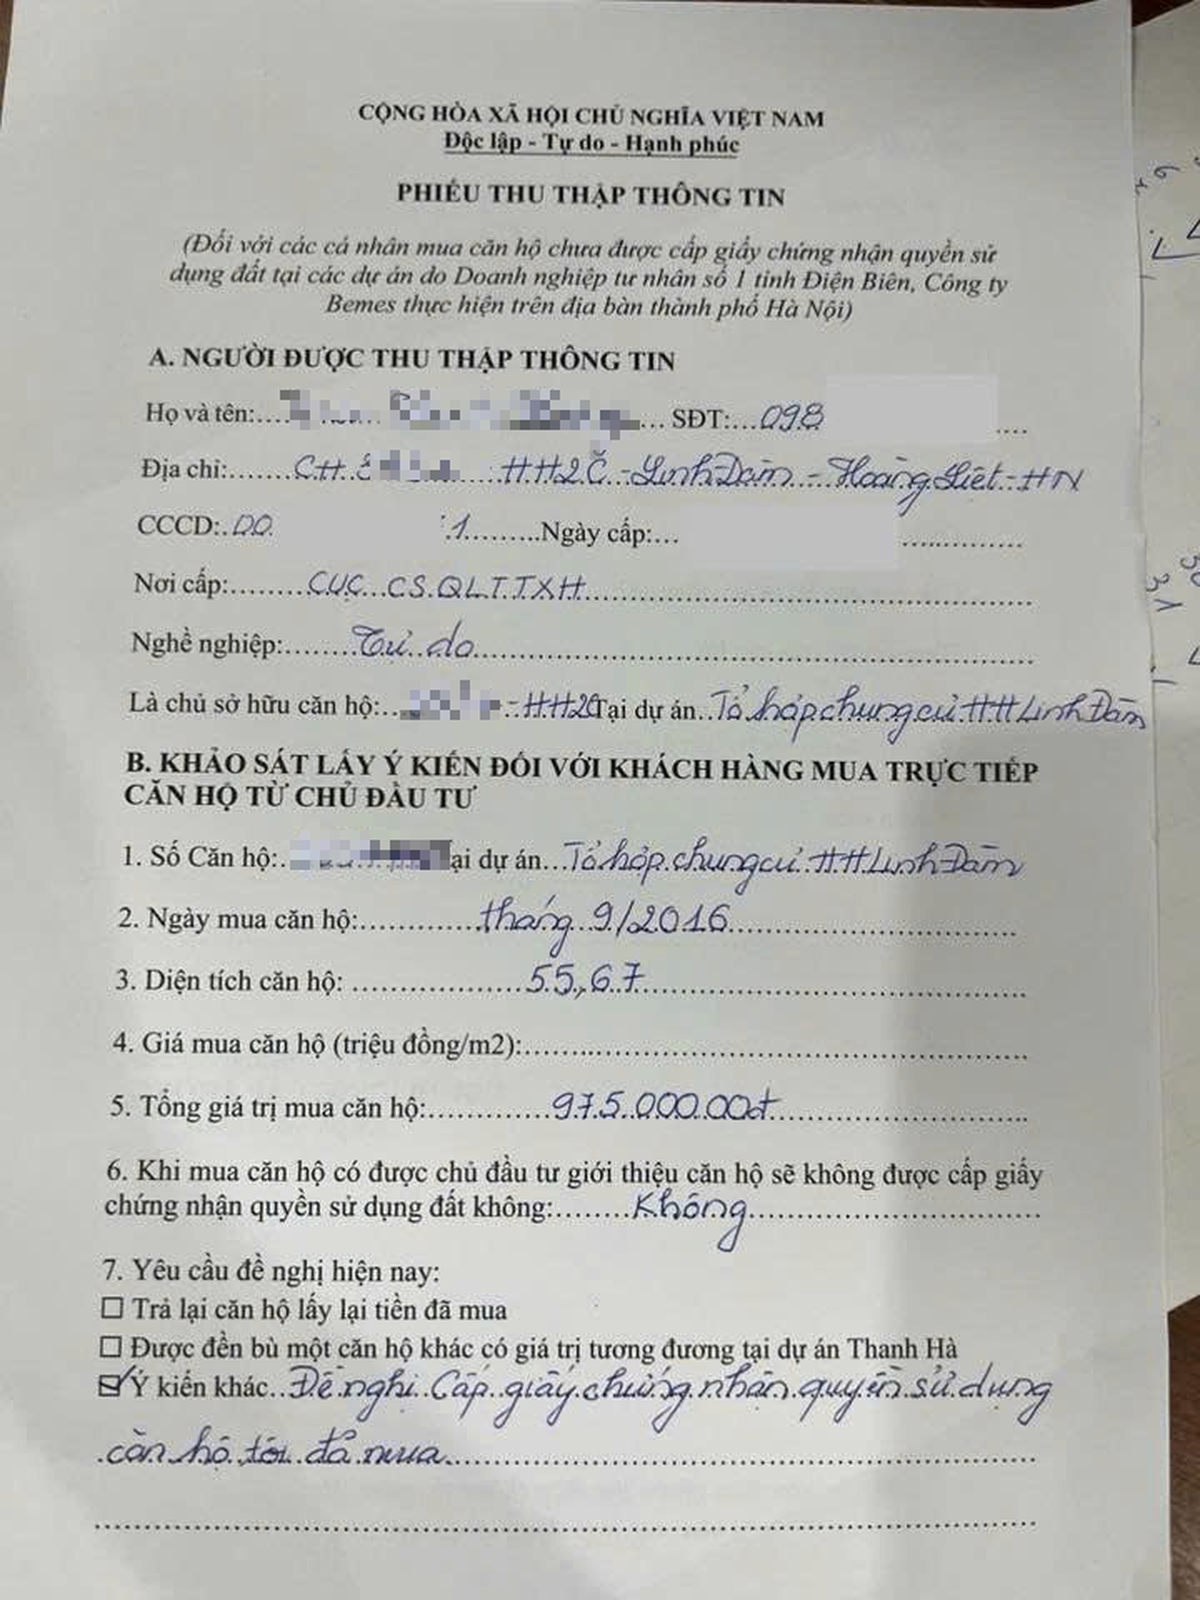 CỘNG HÒA XÃ HỘI CHỦ NGHĨA VIỆT NAM
Độc lập - Tự do - Hạnh phúc
PHIẾU THU THẬP THÔNG TIN
(Đối với các cá nhân mua căn hộ chưa được cấp giấy chứng nhận quyền sử
dụng đất tại các dự án do Doanh nghiệp tư nhân số 1 tỉnh Điện Biên, Công ty
Bemes thực hiện trên địa bàn thành phố Hà Nội)
A. NGƯỜI ĐƯỢC THU THẬP THÔNG TIN
Họ và tên:.... ... SĐT:...098 ....
Địa chỉ:.......CH. HH2C - Linh Đàm - Hoàng Liệt - HN
CCCD:..00 1.........Ngày cấp:... ..............
Nơi cấp:........CỤC CS QLTTXH
Nghề nghiệp:.......Tự do
Là chủ sở hữu căn hộ:.. - HH2C Tại dự án..Tổ hợp chung cư HH Linh Đàm
B. KHẢO SÁT LẤY Ý KIẾN ĐỐI VỚI KHÁCH HÀNG MUA TRỰC TIẾP
CĂN HỘ TỪ CHỦ ĐẦU TƯ
1. Số Căn hộ:. ại dự án...Tổ hợp chung cư HH Linh Đàm
2. Ngày mua căn hộ:............tháng 9/2016
3. Diện tích căn hộ: .................55,67
4. Giá mua căn hộ (triệu đồng/m2):
5. Tổng giá trị mua căn hộ:............975.000.00đ
6. Khi mua căn hộ có được chủ đầu tư giới thiệu căn hộ sẽ không được cấp giấy
chứng nhận quyền sử dụng đất không:.......Không
7. Yêu cầu đề nghị hiện nay:
☐ Trả lại căn hộ lấy lại tiền đã mua
☐ Được đền bù một căn hộ khác có giá trị tương đương tại dự án Thanh Hà
☑ Ý kiến khác..Đề nghị Cấp giấy chứng nhận quyền sử dụng
căn hộ tôi đã mua